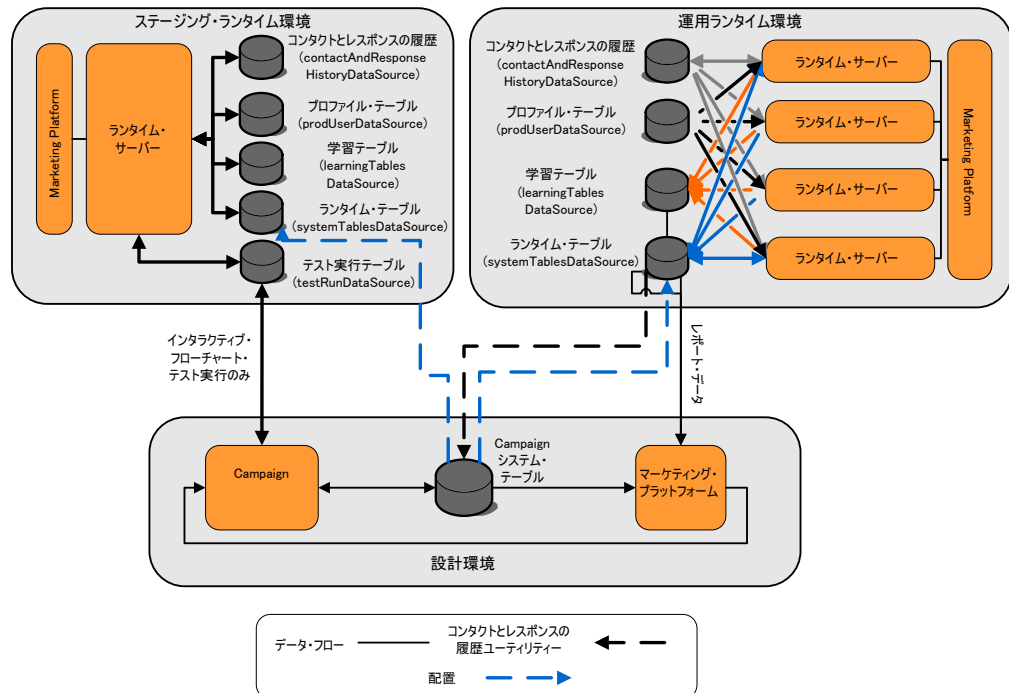 ステージング・ランタイム環境
Marketing Platform
ランタイム・
サーバー
コンタクトとレスポンスの履歴
(contactAndResponse
HistoryDataSource)
プロファイル・テーブル
(prodUserDataSource)
学習テーブル
(learningTables
DataSource)
ランタイム・テーブル
(systemTablesDataSource)
テスト実行テーブル
(testRunDataSource)
運用ランタイム環境
コンタクトとレスポンスの履歴
(contactAndResponse
HistoryDataSource)
プロファイル・テーブル
(prodUserDataSource)
学習テーブル
(learningTables
DataSource)
ランタイム・テーブル
(systemTablesDataSource)
ランタイム・サーバー
ランタイム・サーバー
ランタイム・サーバー
ランタイム・サーバー
Marketing Platform
インタラクティブ・
フローチャート・
テスト実行のみ
レポート・データ
Campaign
Campaign
システム・
テーブル
マーケティング・
プラットフォーム
設計環境
データ・フロー
コンタクトとレスポンスの
履歴ユーティリティー
配置